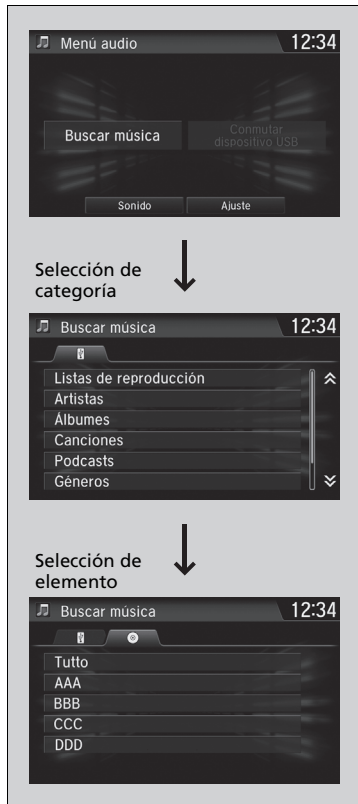 Menú audio 12:34
Buscar música
Conmutar
dispositivo USB
Sonido Ajuste
Selección de
categoría
Buscar música 12:34
Listas de reproducción
Artistas
Álbumes
Canciones
Podcasts
Géneros
Selección de
elemento
Buscar música 12:34
Tutto
AAA
BBB
CCC
DDD